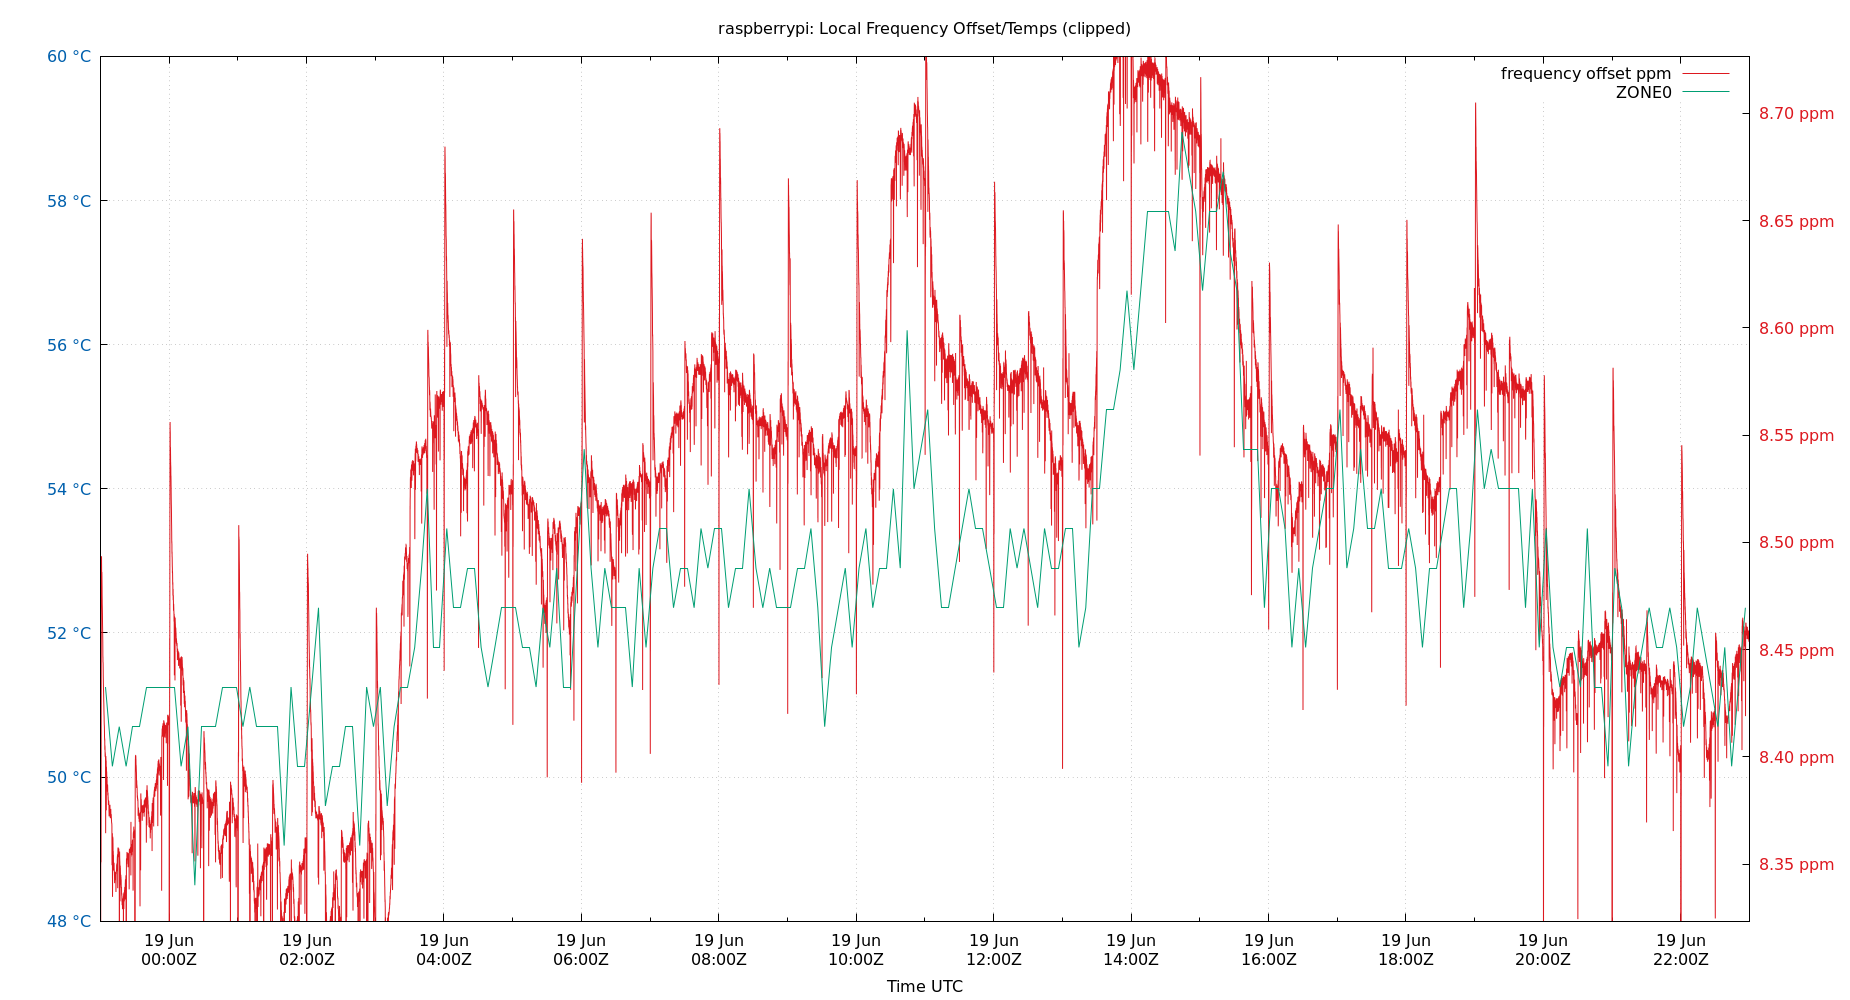 raspberrypi: Local Frequency Offset/Temps (clipped)
60 °C
58 °C
56 °C
54 °C
52 °C
50 °C
48 °C
frequency offset ppm
ZONE0
8.70 ppm
8.65 ppm
8.60 ppm
8.55 ppm
8.50 ppm
8.45 ppm
8.40 ppm
8.35 ppm
19 Jun
00:00Z
19 Jun
02:00Z
19 Jun
04:00Z
19 Jun
06:00Z
19 Jun
08:00Z
19 Jun
10:00Z
19 Jun
12:00Z
19 Jun
14:00Z
19 Jun
16:00Z
19 Jun
18:00Z
19 Jun
20:00Z
19 Jun
22:00Z
Time UTC